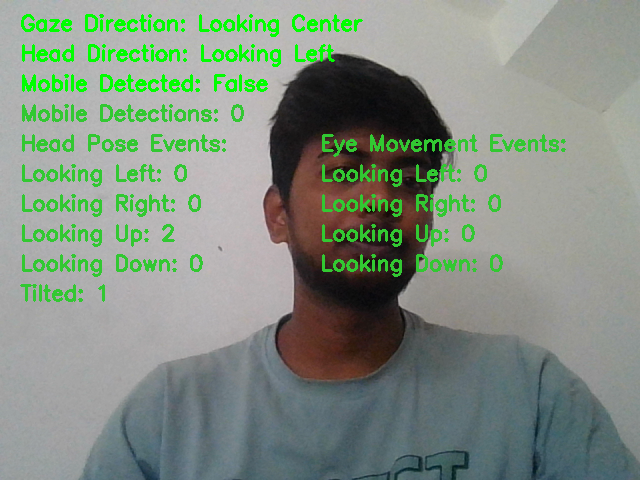 Gaze Direction: Looking Center
Head Direction: Looking Left
Mobile Detected: False
Mobile Detections: 0
Head Pose Events:
Looking Left: 0
Looking Right: 0
Looking Up: 2
Looking Down: 0
Tilted: 1
Eye Movement Events:
Looking Left: 0
Looking Right: 0
Looking Up: 0
Looking Down: 0